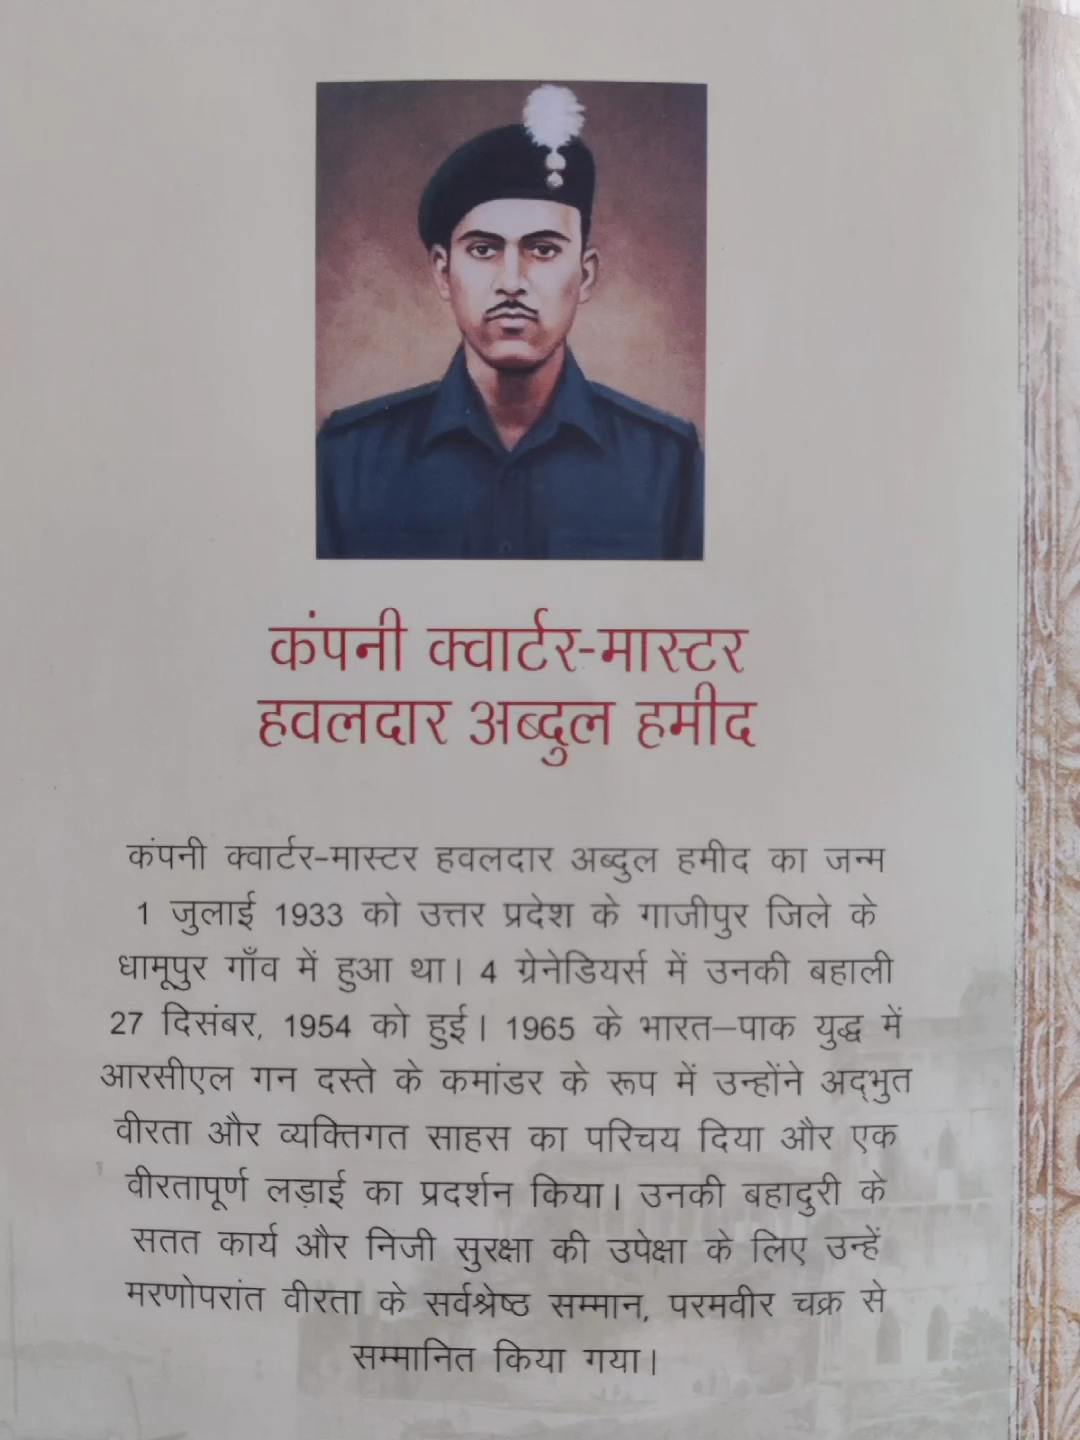 कंपनी क्वार्टर-मास्टर
हवलदार अब्दुल हमीद
कंपनी क्वार्टर-मास्टर हवलदार अब्दुल हमीद का जन्म
1 जुलाई 1933 को उत्तर प्रदेश के गाजीपुर जिले के
धामूपुर गाँव में हुआ था। 4 ग्रेनेडियर्स में उनकी बहाली
27 दिसंबर, 1954 को हुई। 1965 के भारत–पाक युद्ध में
आरसीएल गन दस्ते के कमांडर के रूप में उन्होंने अद्‌भुत
वीरता और व्यक्तिगत साहस का परिचय दिया और एक
वीरतापूर्ण लड़ाई का प्रदर्शन किया। उनकी बहादुरी के
सतत कार्य और निजी सुरक्षा की उपेक्षा के लिए उन्हें
मरणोपरांत वीरता के सर्वश्रेष्ठ सम्मान, परमवीर चक्र से
सम्मानित किया गया।